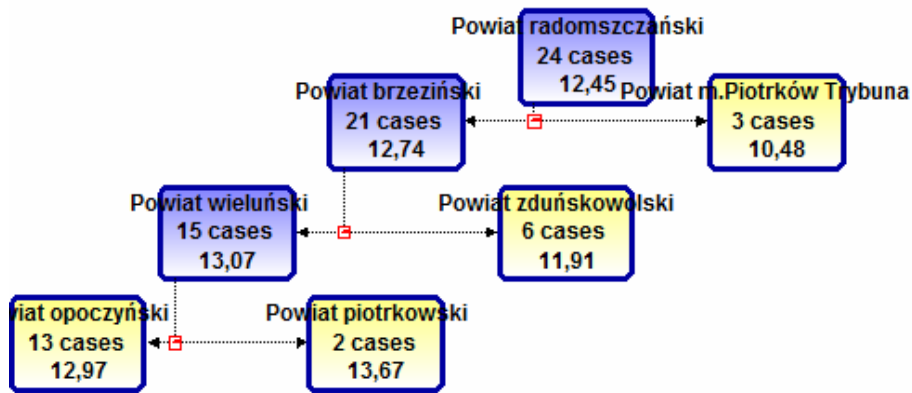 Powiat radomszczański
24 cases
12,45
Powiat brzeziński
21 cases
12,74
Powiat m.Piotrków Trybuna
3 cases
10,48
Powiat wieluński
15 cases
13,07
Powiat zduńskowolski
6 cases
11,91
wiat opoczyński
13 cases
12,97
Powiat piotrkowski
2 cases
13,67